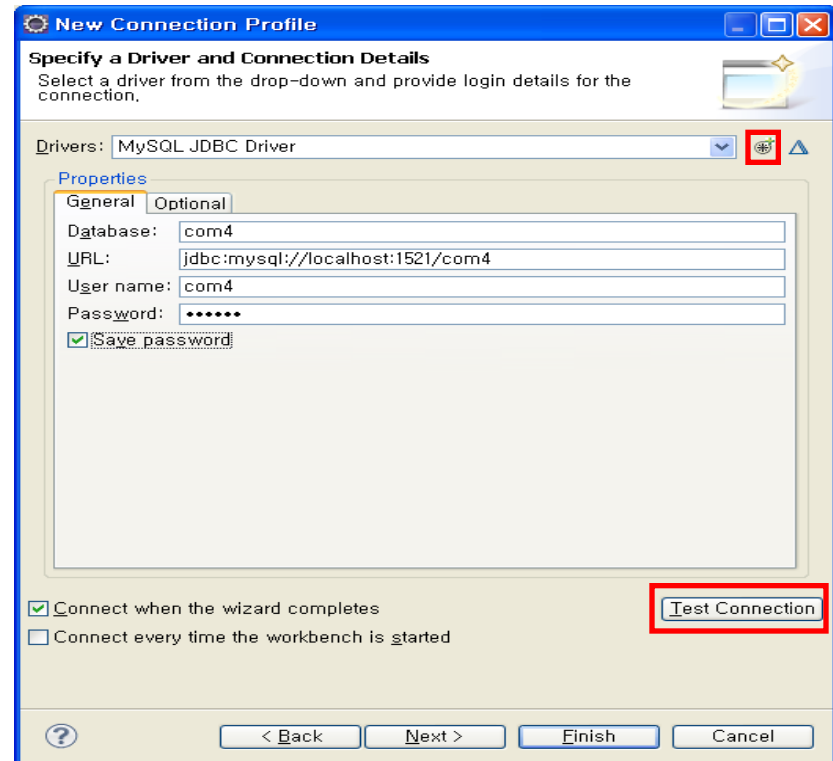 New Connection Profile
Specify a Driver and Connection Details
Select a driver from the drop-down and provide login details for the
connection,
Drivers: MySQL JDBC Driver
Properties
General Optional
Database: com4
URL: jdbc:mysql://localhost:1521/com4
User name: com4
Password: ••••••
Save password
Connect when the wizard completes
Test Connection
Connect every time the workbench is started
? < Back Next > Finish Cancel